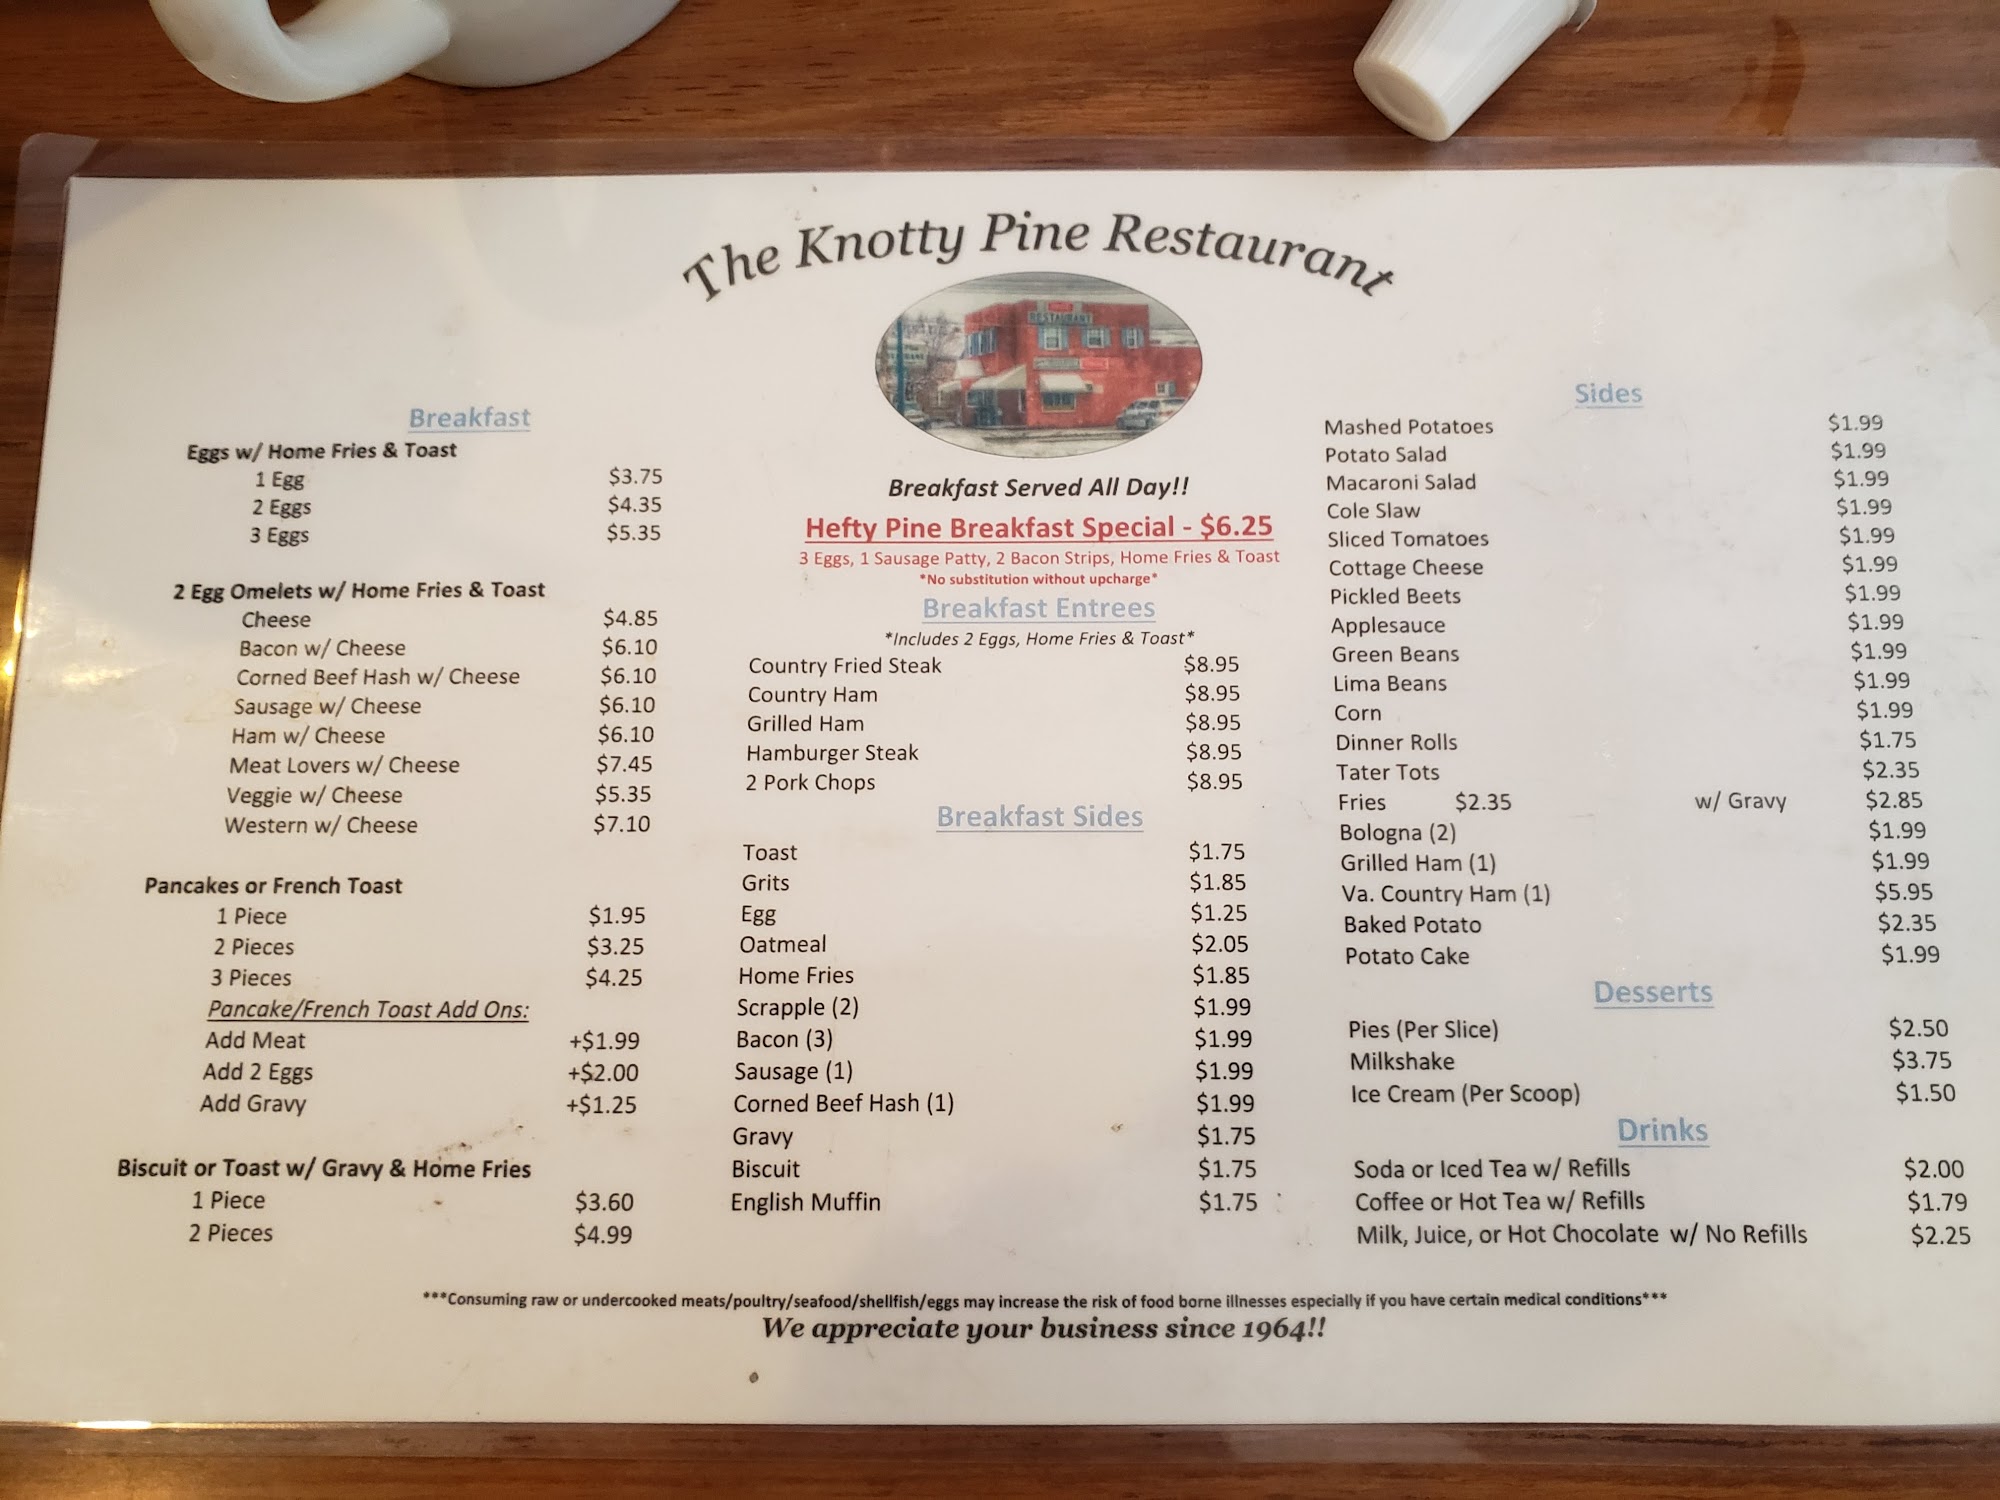 The Knotty Pine Restaurant
RESTAURANT
Breakfast
Eggs w/ Home Fries & Toast
1 Egg $3.75
2 Eggs $4.35
3 Eggs $5.35
2 Egg Omelets w/ Home Fries & Toast
Cheese $4.85
Bacon w/ Cheese $6.10
Corned Beef Hash w/ Cheese $6.10
Sausage w/ Cheese $6.10
Ham w/ Cheese $6.10
Meat Lovers w/ Cheese $7.45
Veggie w/ Cheese $5.35
Western w/ Cheese $7.10
Pancakes or French Toast
1 Piece $1.95
2 Pieces $3.25
3 Pieces $4.25
Pancake/French Toast Add Ons:
Add Meat +$1.99
Add 2 Eggs +$2.00
Add Gravy +$1.25
Biscuit or Toast w/ Gravy & Home Fries
1 Piece $3.60
2 Pieces $4.99
Breakfast Served All Day!!
Hefty Pine Breakfast Special - $6.25
3 Eggs, 1 Sausage Patty, 2 Bacon Strips, Home Fries & Toast
*No substitution without upcharge*
Breakfast Entrees
*Includes 2 Eggs, Home Fries & Toast*
Country Fried Steak $8.95
Country Ham $8.95
Grilled Ham $8.95
Hamburger Steak $8.95
2 Pork Chops $8.95
Breakfast Sides
Toast $1.75
Grits $1.85
Egg $1.25
Oatmeal $2.05
Home Fries $1.85
Scrapple (2) $1.99
Bacon (3) $1.99
Sausage (1) $1.99
Corned Beef Hash (1) $1.99
Gravy $1.75
Biscuit $1.75
English Muffin $1.75
Sides
Mashed Potatoes $1.99
Potato Salad $1.99
Macaroni Salad $1.99
Cole Slaw $1.99
Sliced Tomatoes $1.99
Cottage Cheese $1.99
Pickled Beets $1.99
Applesauce $1.99
Green Beans $1.99
Lima Beans $1.99
Corn $1.99
Dinner Rolls $1.75
Tater Tots $2.35
Fries $2.35 w/ Gravy $2.85
Bologna (2) $1.99
Grilled Ham (1) $1.99
Va. Country Ham (1) $5.95
Baked Potato $2.35
Potato Cake $1.99
Desserts
Pies (Per Slice) $2.50
Milkshake $3.75
Ice Cream (Per Scoop) $1.50
Drinks
Soda or Iced Tea w/ Refills $2.00
Coffee or Hot Tea w/ Refills $1.79
Milk, Juice, or Hot Chocolate w/ No Refills $2.25
***Consuming raw or undercooked meats/poultry/seafood/shellfish/eggs may increase the risk of food borne illnesses especially if you have certain medical conditions***
We appreciate your business since 1964!!